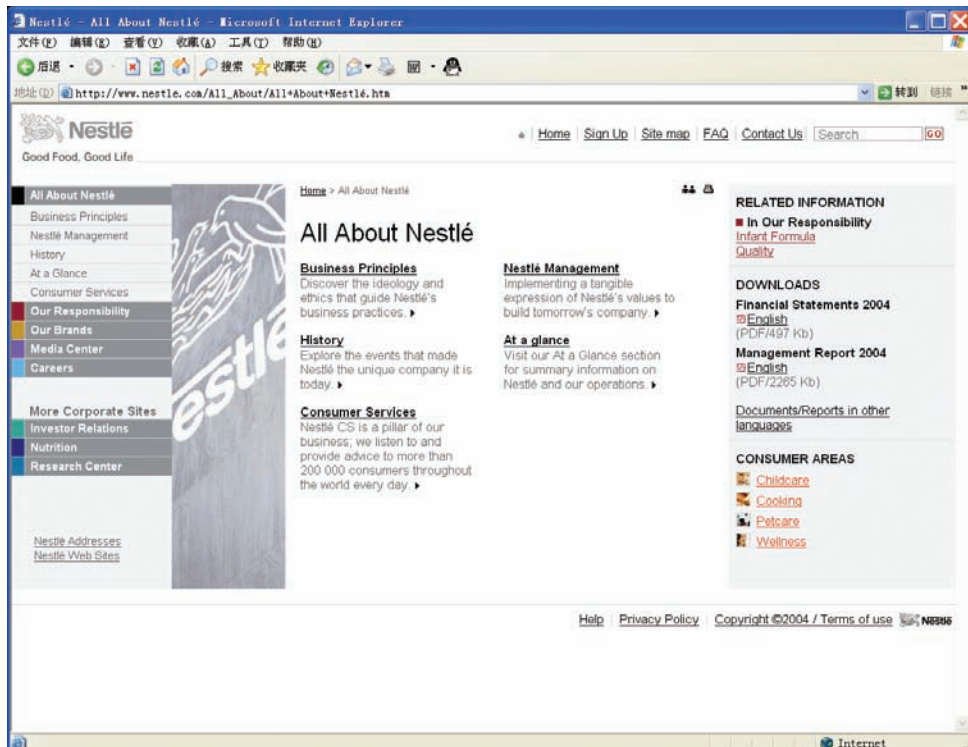 Nestlé - All About Nestlé - Microsoft Internet Explorer
文件(F) 编辑(E) 查看(V) 收藏(A) 工具(T) 帮助(H)
后退 搜索 收藏夹
地址(D) http://www.nestle.com/All_About/All+About+Nestlé.htm 转到 链接 »
Nestlé
Good Food, Good Life
Home Sign Up Site map FAQ Contact Us Search GO
All About Nestlé
Business Principles
Nestlé Management
History
At a Glance
Consumer Services
Our Responsibility
Our Brands
Media Center
Careers
More Corporate Sites
Investor Relations
Nutrition
Research Center
Nestlé Addresses
Nestlé Web Sites
Home > All About Nestlé
All About Nestlé
Business Principles
Discover the ideology and
ethics that guide Nestlé's
business practices.
History
Explore the events that made
Nestlé the unique company it is
today.
Consumer Services
Nestlé CS is a pillar of our
business; we listen to and
provide advice to more than
200 000 consumers throughout
the world every day.
Nestlé Management
Implementing a tangible
expression of Nestlé's values to
build tomorrow's company.
At a glance
Visit our At a Glance section
for summary information on
Nestlé and our operations.
RELATED INFORMATION
In Our Responsibility
Infant Formula
Quality
DOWNLOADS
Financial Statements 2004
English
(PDF/497 Kb)
Management Report 2004
English
(PDF/2265 Kb)
Documents/Reports in other
languages
CONSUMER AREAS
Childcare
Cooking
Petcare
Wellness
Help Privacy Policy Copyright ©2004 / Terms of use Nestlé
Internet